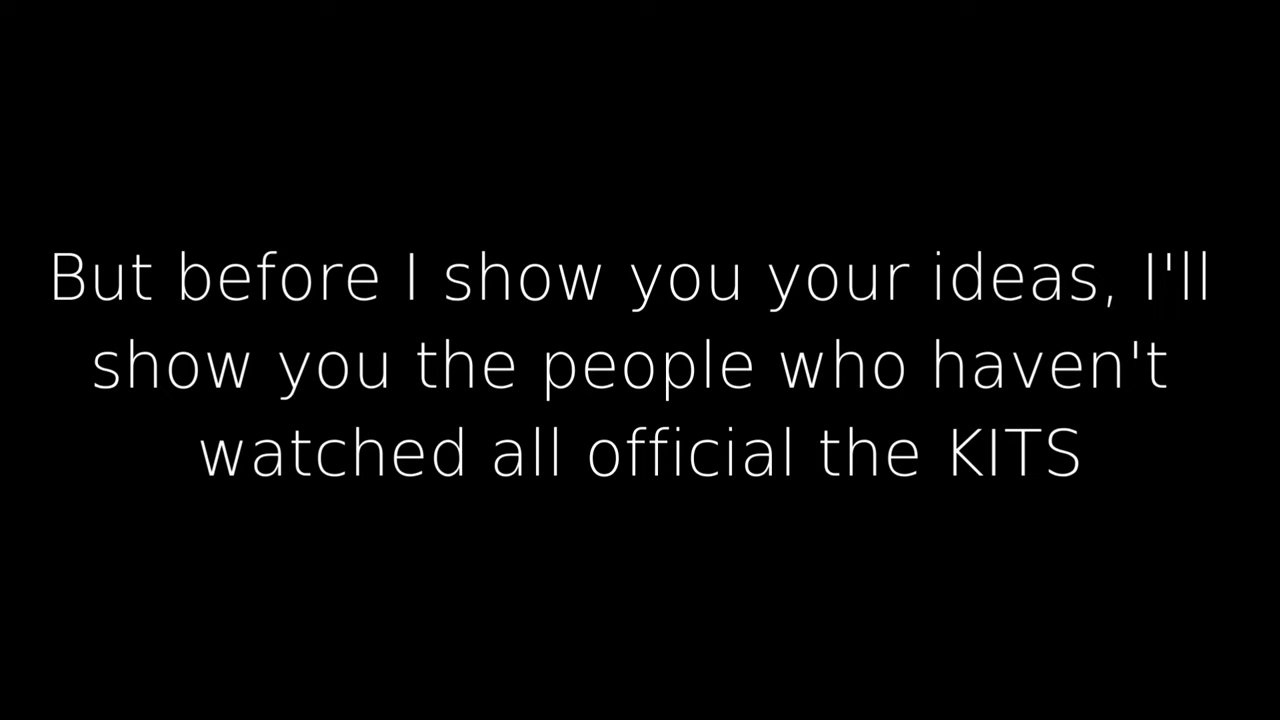 But before I show you your ideas, I'll
show you the people who haven't
watched all official the KITS